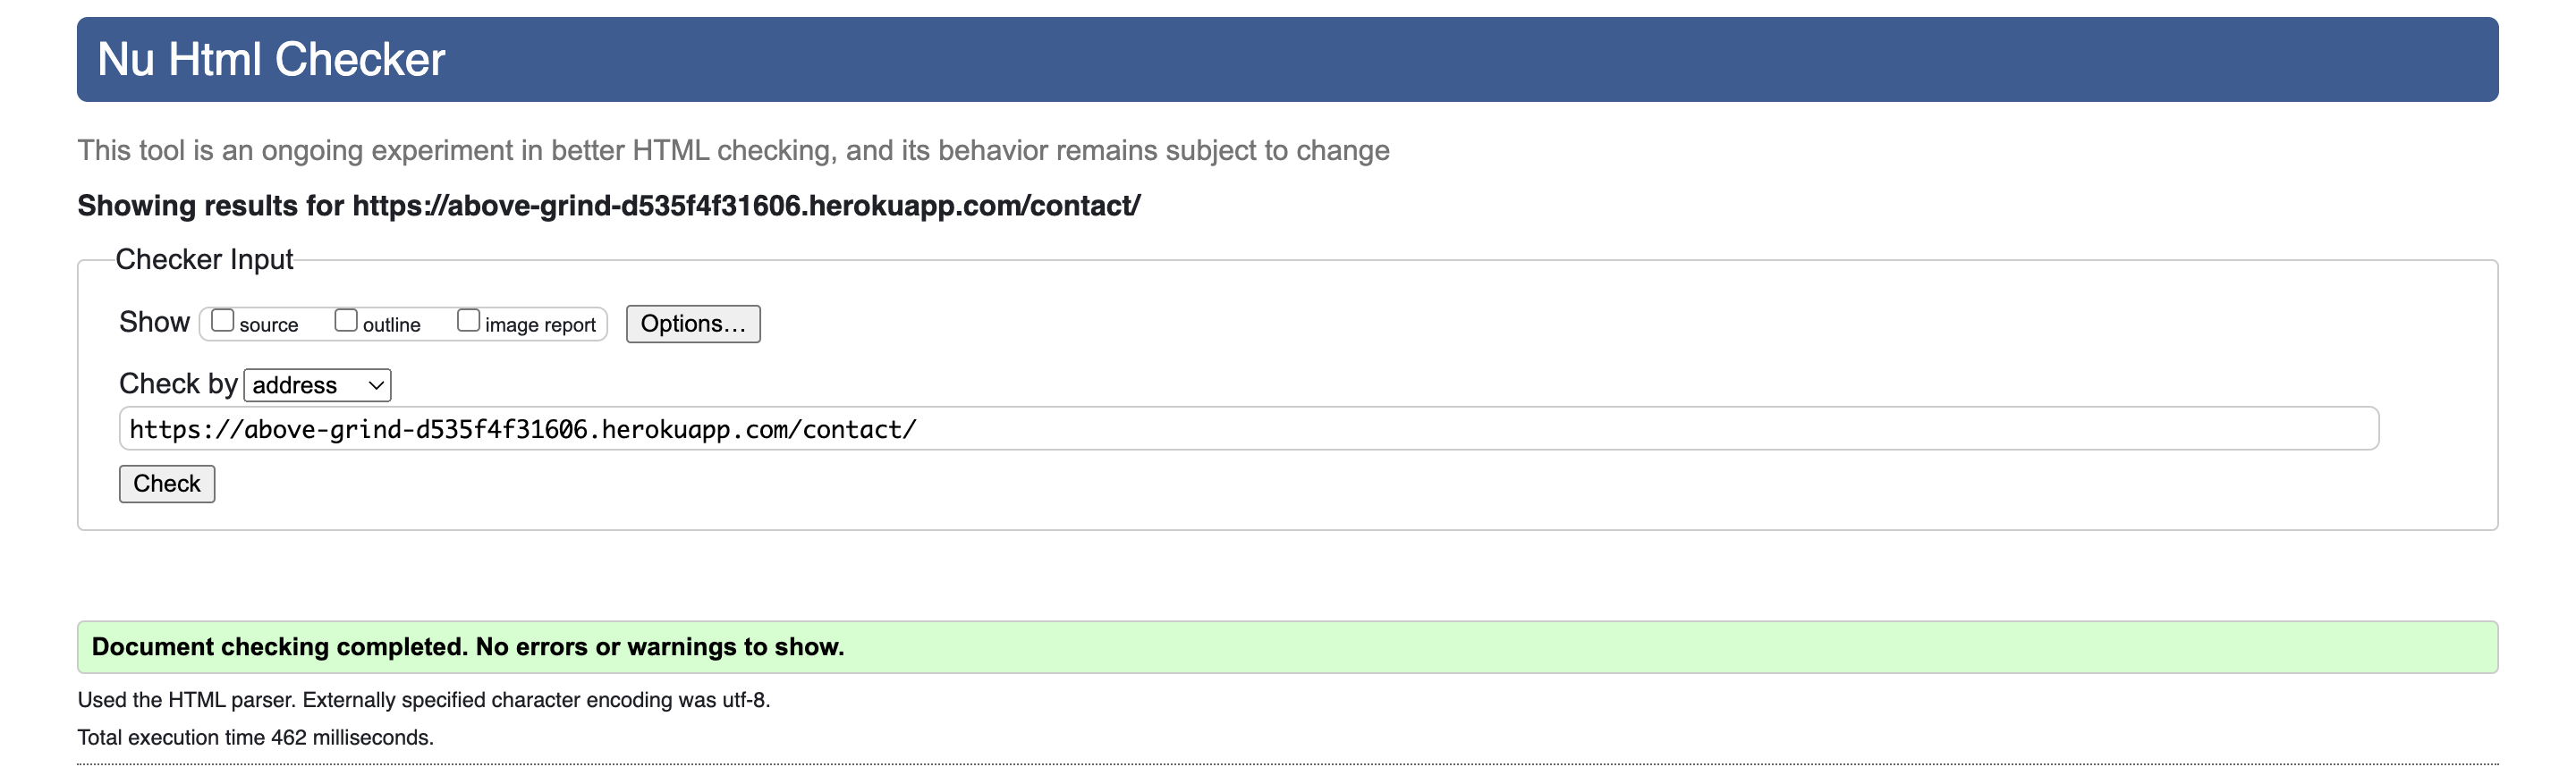 Nu Html Checker
This tool is an ongoing experiment in better HTML checking, and its behavior remains subject to change
Showing results for https://above-grind-d535f4f31606.herokuapp.com/contact/
Checker Input
Show source outline image report Options...
Check by address
https://above-grind-d535f4f31606.herokuapp.com/contact/
Check
Document checking completed. No errors or warnings to show.
Used the HTML parser. Externally specified character encoding was utf-8.
Total execution time 462 milliseconds.